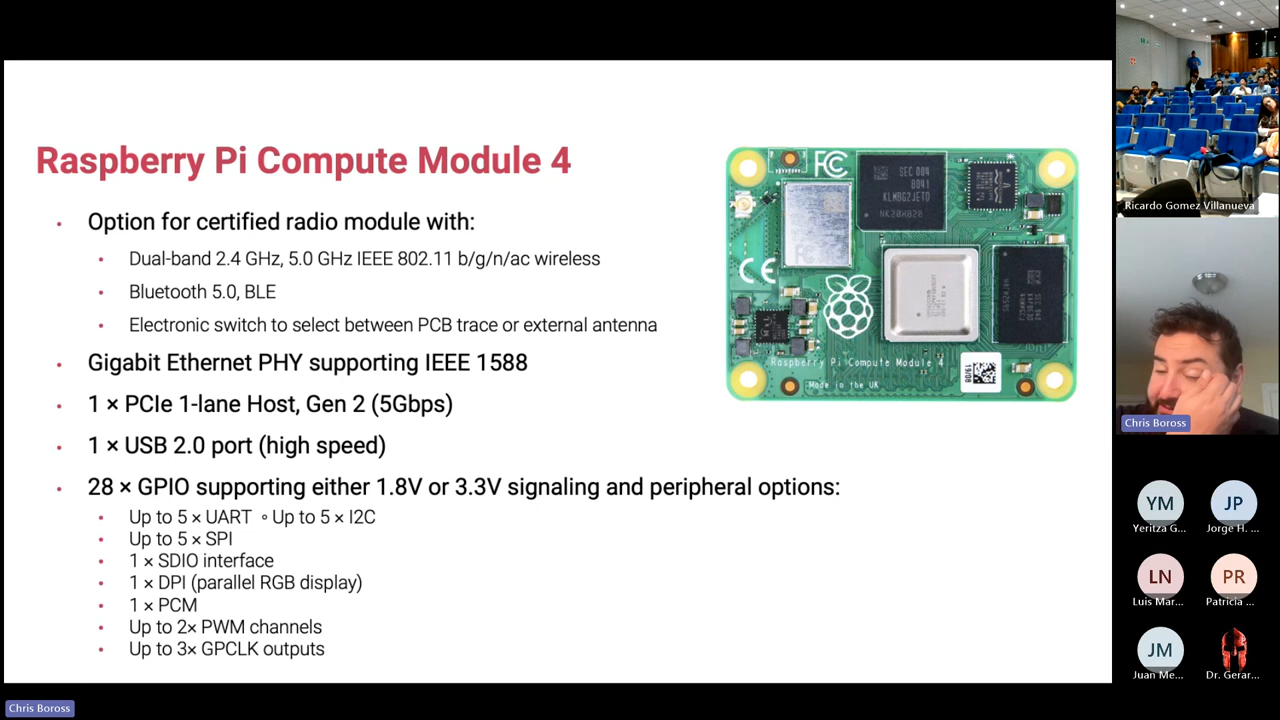 Raspberry Pi Compute Module 4
• Option for certified radio module with:
• Dual-band 2.4 GHz, 5.0 GHz IEEE 802.11 b/g/n/ac wireless
• Bluetooth 5.0, BLE
• Electronic switch to select between PCB trace or external antenna
• Gigabit Ethernet PHY supporting IEEE 1588
• 1 × PCIe 1-lane Host, Gen 2 (5Gbps)
• 1 × USB 2.0 port (high speed)
• 28 × GPIO supporting either 1.8V or 3.3V signaling and peripheral options:
• Up to 5 × UART ◦ Up to 5 × I2C
• Up to 5 × SPI
• 1 × SDIO interface
• 1 × DPI (parallel RGB display)
• 1 × PCM
• Up to 2× PWM channels
• Up to 3× GPCLK outputs
FC
SEC 004
B041
KLMBG2JETD
CE
Raspberry Pi Compute Module 4
Made in the UK
Ricardo Gomez Villanueva
Chris Boross
YM
Yeritza G...
JP
Jorge H. ...
LN
Luis Mar...
PR
Patricia ...
JM
Juan Me...
Dr. Gerar...
Chris Boross